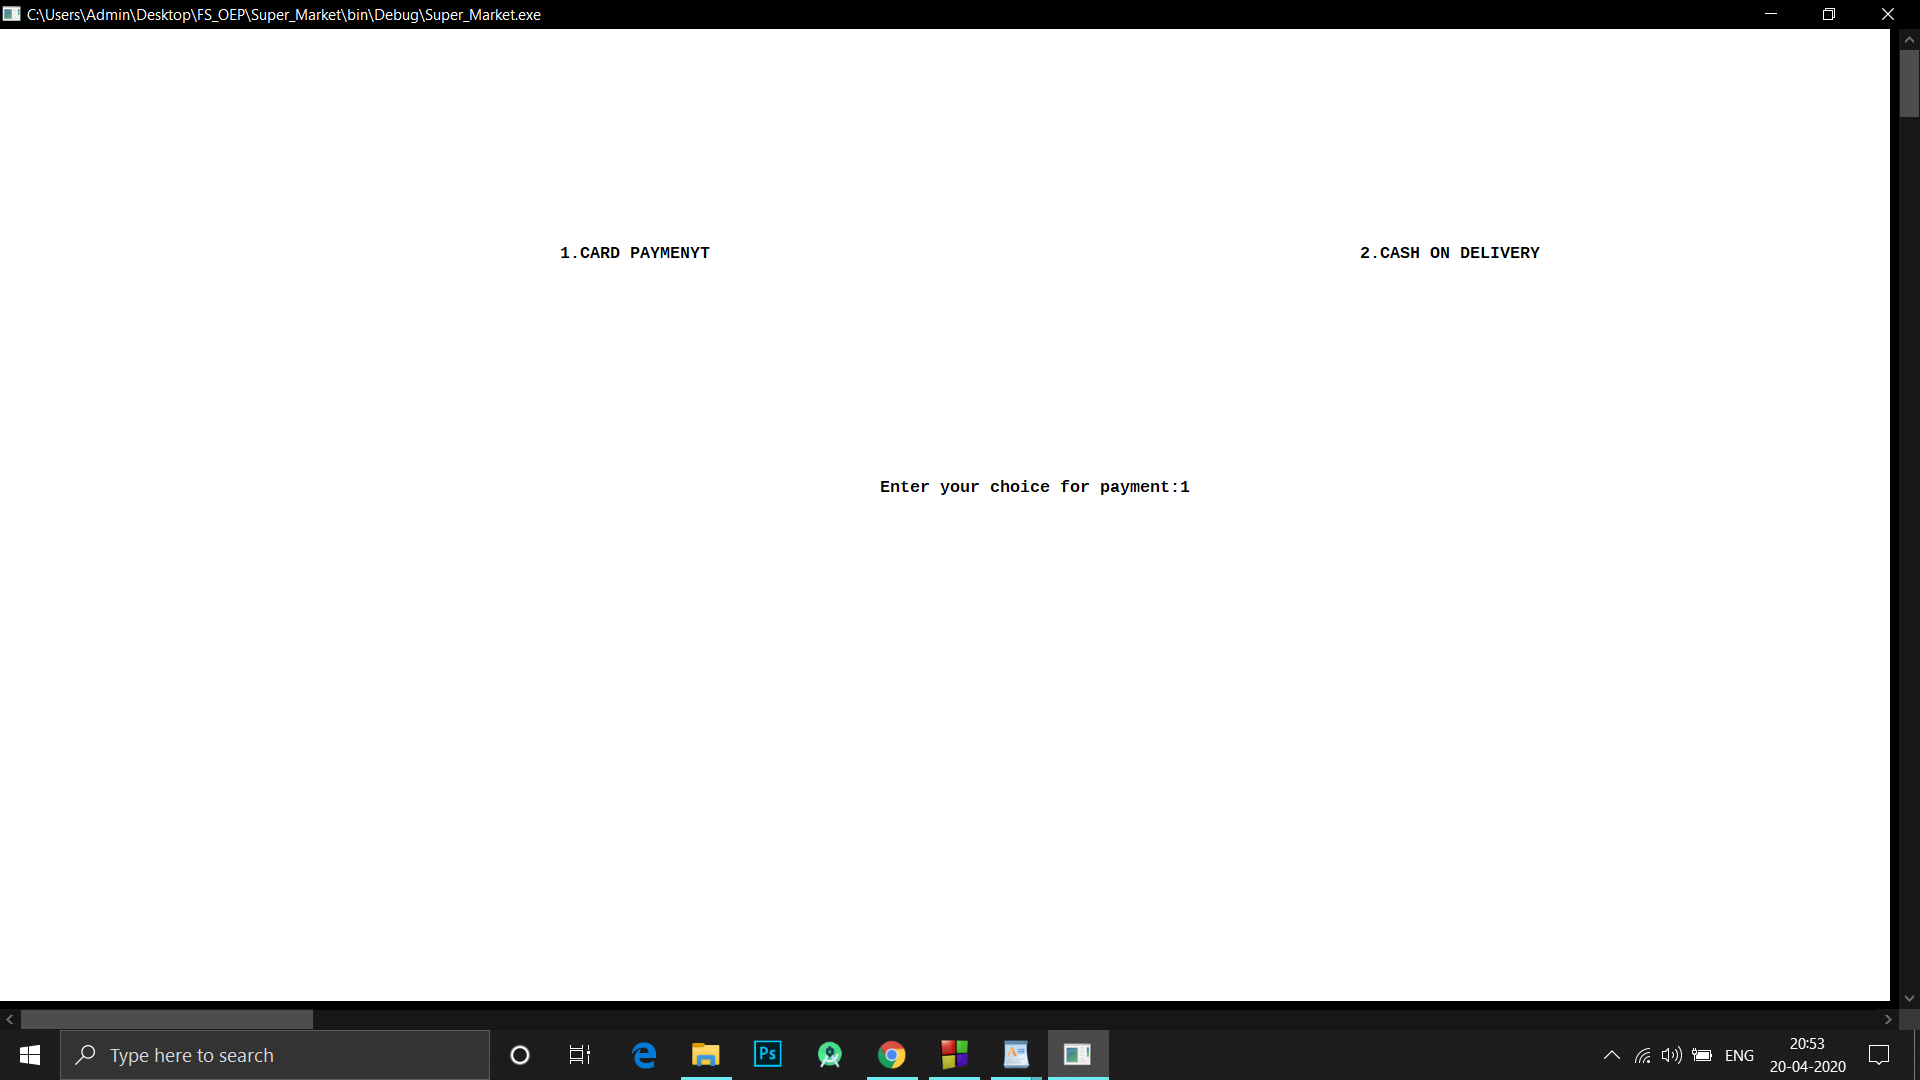 C:\Users\Admin\Desktop\FS_OEP\Super_Market\bin\Debug\Super_Market.exe
1.CARD PAYMENYT 2.CASH ON DELIVERY
Enter your choice for payment:1
Type here to search
Ps
ENG
20:53
20-04-2020